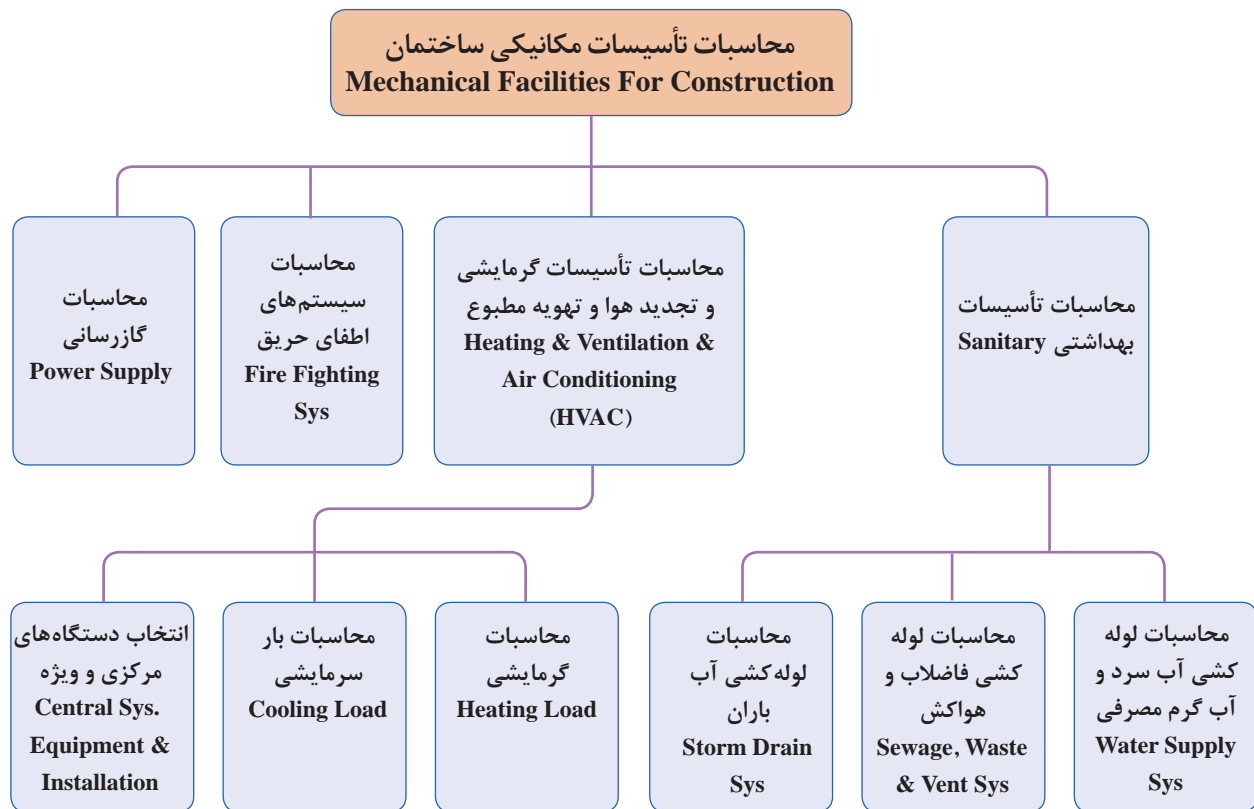 محاسبات تأسیسات مکانیکی ساختمان
Mechanical Facilities For Construction
محاسبات تأسیسات
بهداشتی Sanitary
محاسبات تأسیسات گرمایشی
و تجدید هوا و تهویه مطبوع
Heating & Ventilation &
Air Conditioning
(HVAC)
محاسبات
سیستم‌های
اطفای حریق
Fire Fighting
Sys
محاسبات
گازرسانی
Power Supply
محاسبات لوله
کشی آب سرد و
آب گرم مصرفی
Water Supply
Sys
محاسبات لوله
کشی فاضلاب و
هواکش
Sewage, Waste
& Vent Sys
محاسبات
لوله‌کشی آب
باران
Storm Drain
Sys
محاسبات
گرمایشی
Heating Load
محاسبات بار
سرمایشی
Cooling Load
انتخاب دستگاه‌های
مرکزی و ویژه
Central Sys.
Equipment &
Installation